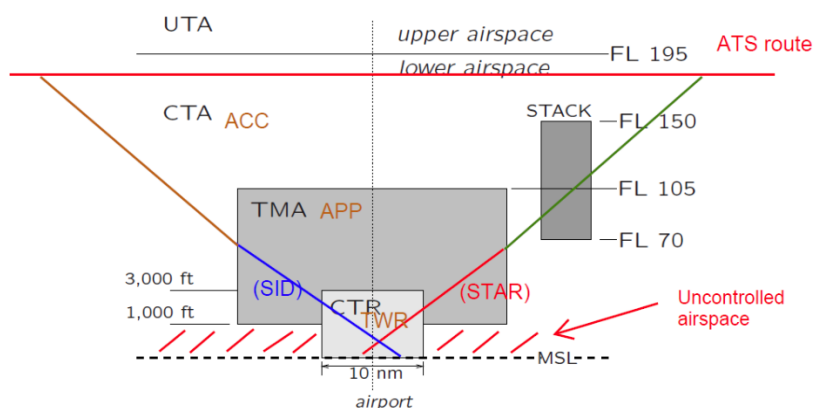 UTA
upper airspace
ATS route
FL 195
lower airspace
CTA ACC
STACK
FL 150
TMA APP
FL 105
FL 70
3,000 ft
(SID)
(STAR)
CTR
TWR
1,000 ft
Uncontrolled
airspace
MSL
10 nm
airport